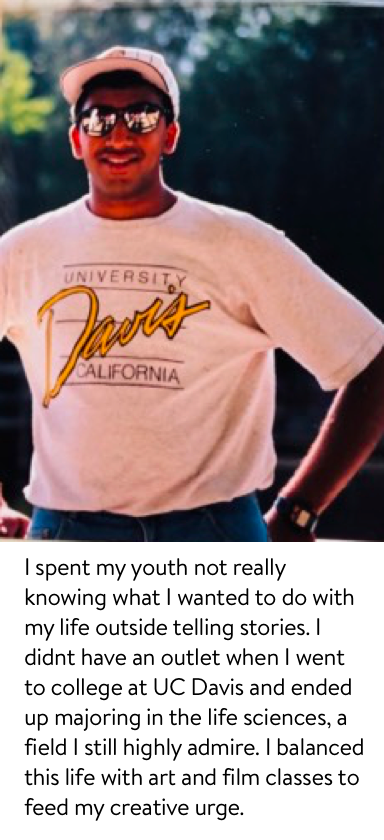 UNIVERSITY
OF
Davis
CALIFORNIA
I spent my youth not really
knowing what I wanted to do with
my life outside telling stories. I
didnt have an outlet when I went
to college at UC Davis and ended
up majoring in the life sciences, a
field I still highly admire. I balanced
this life with art and film classes to
feed my creative urge.